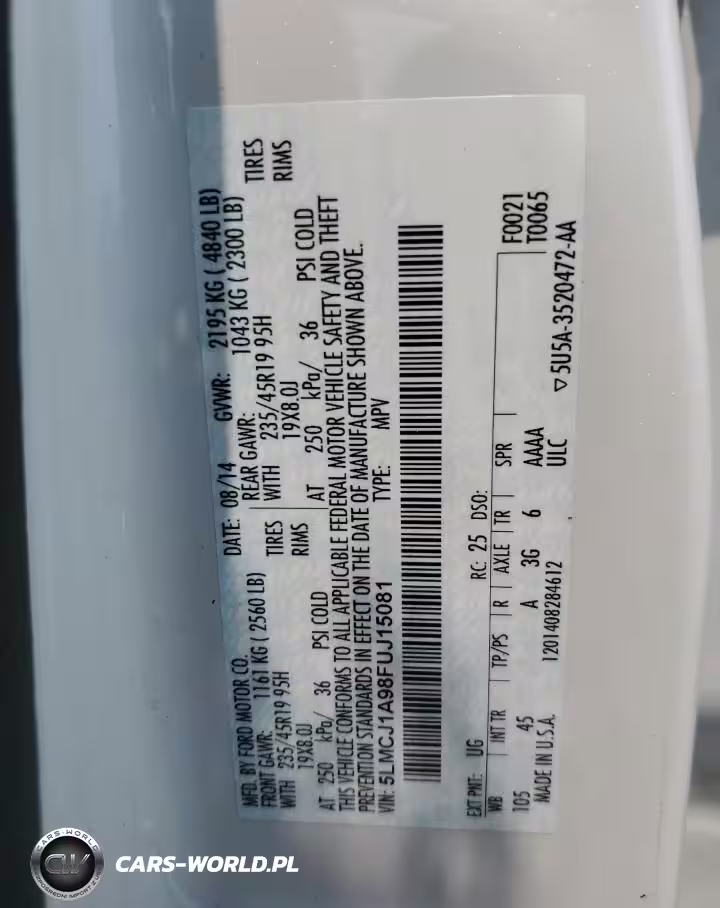 MFD. BY FORD MOTOR CO.
DATE: 08/14 GVWR: 2195 KG ( 4840 LB)
FRONT GAWR: 1161 KG ( 2560 LB) REAR GAWR: 1043 KG ( 2300 LB)
WITH 235/45R19 95H TIRES WITH 235/45R19 95H TIRES
19X8.0J RIMS 19X8.0J RIMS
AT 250 kPa/ 36 PSI COLD AT 250 kPa/ 36 PSI COLD
THIS VEHICLE CONFORMS TO ALL APPLICABLE FEDERAL MOTOR VEHICLE SAFETY AND THEFT
PREVENTION STANDARDS IN EFFECT ON THE DATE OF MANUFACTURE SHOWN ABOVE.
VIN: 5LMCJ1A98FUJ15081 TYPE: MPV
EXT PNT: UG RC: 25 DSO: F0021
WB INT TR TP/PS R AXLE TR SPR T0065
105 45 A 3G 6 AAAA
MADE IN U.S.A. 1201408284612 ULC ▽ 5U5A-3520472-AA
CARS-WORLD
CW
CARS-WORLD.PL